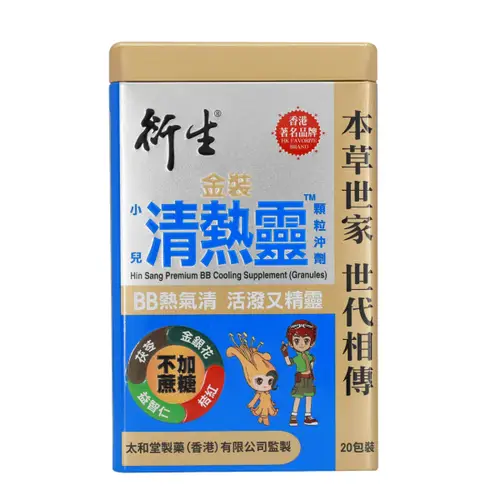 衍生®
香港
著名品牌
HK FAVORITE
BRAND
金裝
小兒
清熱靈™
顆粒沖劑
Hin Sang Premium BB Cooling Supplement (Granules)
BB熱氣清 活潑又精靈
茯苓
金銀花
益智仁
桔紅
不加
蔗糖
太和堂製藥(香港)有限公司監製
本草世家 世代相傳
20包裝